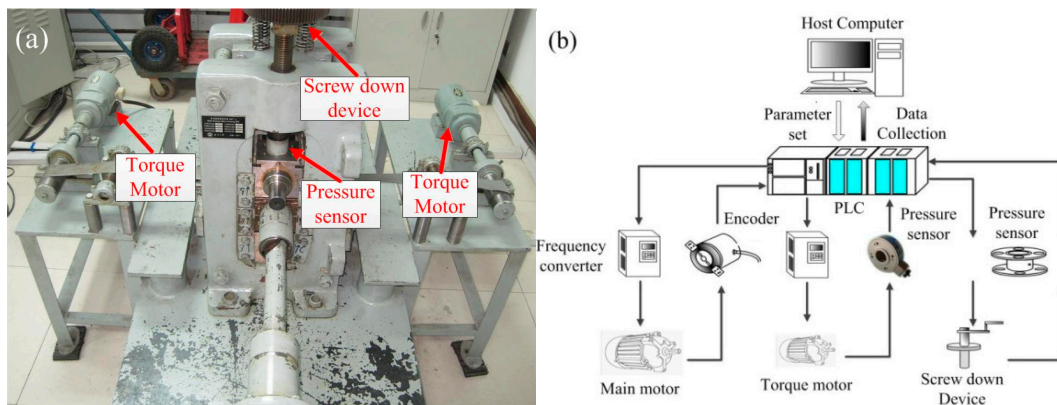 (a)
Screw down
device
Torque
Motor
Pressure
sensor
Torque
Motor
(b)
Host Computer
Parameter
set
Data
Collection
PLC
Encoder
Pressure
sensor
Pressure
sensor
Frequency
converter
Main motor
Torque motor
Screw down
Device